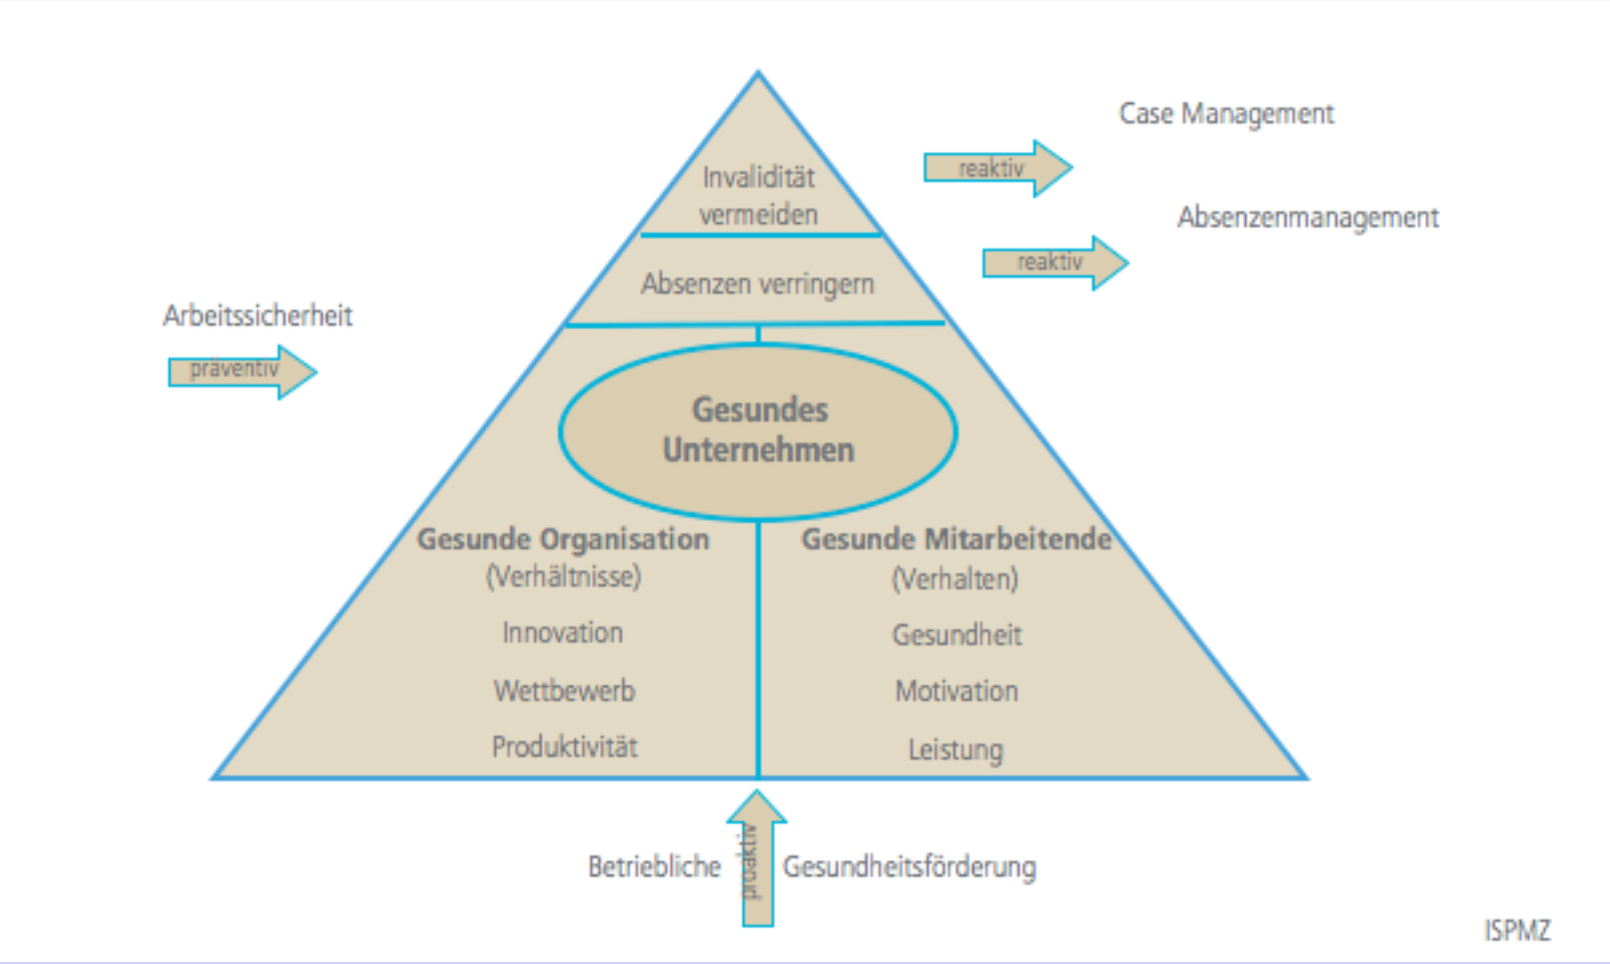 Case Management
reaktiv
Invalidität
vermeiden
Absenzenmanagement
reaktiv
Absenzen verringern
Arbeitssicherheit
präventiv
Gesundes
Unternehmen
Gesunde Organisation
(Verhältnisse)
Innovation
Wettbewerb
Produktivität
Gesunde Mitarbeitende
(Verhalten)
Gesundheit
Motivation
Leistung
Betriebliche
proaktiv
Gesundheitsförderung
ISPMZ